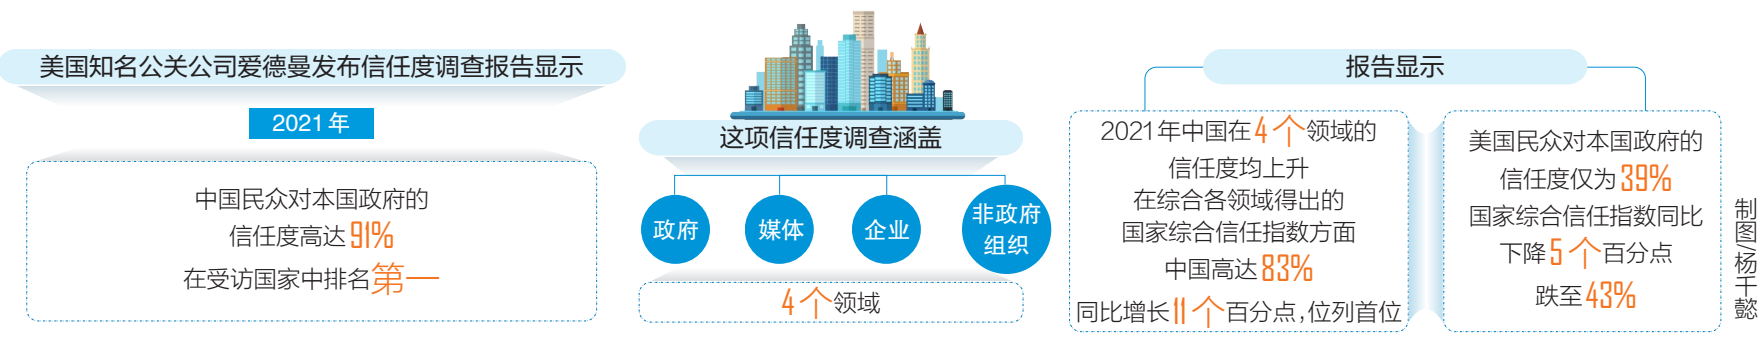 美国知名公关公司爱德曼发布信任度调查报告显示
2021年
中国民众对本国政府的
信任度高达91%
在受访国家中排名第一
这项信任度调查涵盖
政府
媒体
企业
非政府
组织
4个领域
报告显示
2021年中国在4个领域的
信任度均上升
在综合各领域得出的
国家综合信任指数方面
中国高达83%
同比增长11个百分点，位列首位
美国民众对本国政府的
信任度仅为39%
国家综合信任指数同比
下降5个百分点
跌至43%
制图/杨千懿